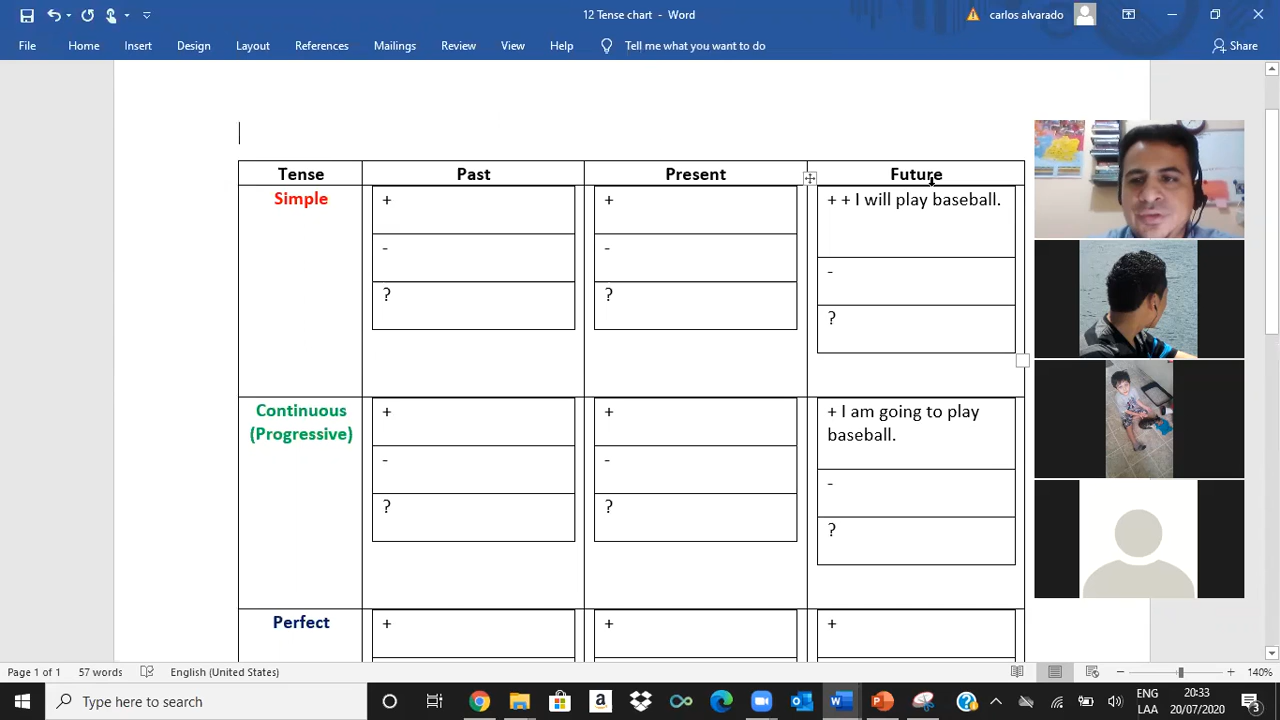 12 Tense chart - Word
carlos alvarado
File Home Insert Design Layout References Mailings Review View Help Tell me what you want to do Share
Tense Past Present Future
Simple + + + + I will play baseball.
- - -
? ? ?
Continuous + + + I am going to play
(Progressive) baseball.
- - -
? ? ?
Perfect + + +
Page 1 of 1 57 words English (United States) 140%
Type here to search
ENG 20:33
LAA 20/07/2020 3